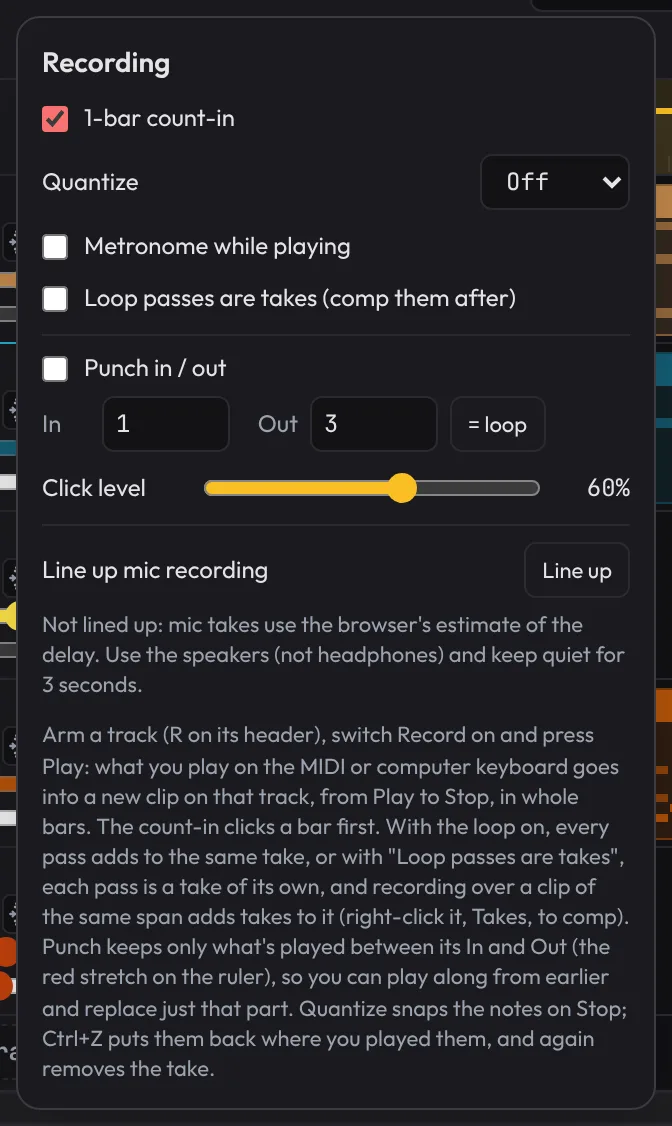 Recording
1-bar count-in
Quantize
Off
Metronome while playing
Loop passes are takes (comp them after)
Punch in / out
In 1 Out 3 = loop
Click level 60%
Line up mic recording Line up
Not lined up: mic takes use the browser's estimate of the
delay. Use the speakers (not headphones) and keep quiet for
3 seconds.
Arm a track (R on its header), switch Record on and press
Play: what you play on the MIDI or computer keyboard goes
into a new clip on that track, from Play to Stop, in whole
bars. The count-in clicks a bar first. With the loop on, every
pass adds to the same take, or with "Loop passes are takes",
each pass is a take of its own, and recording over a clip of
the same span adds takes to it (right-click it, Takes, to comp).
Punch keeps only what's played between its In and Out (the
red stretch on the ruler), so you can play along from earlier
and replace just that part. Quantize snaps the notes on Stop;
Ctrl+Z puts them back where you played them, and again
removes the take.